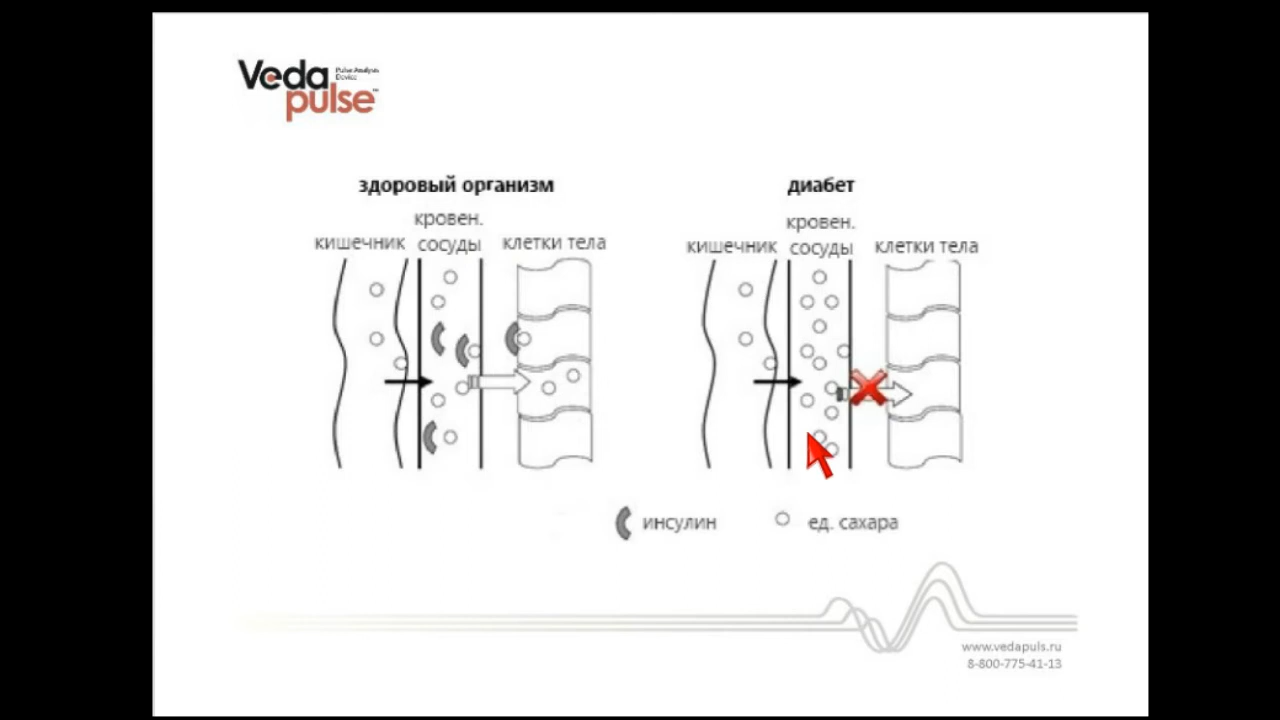 Veda
Pulse Analysis
Device
pulse™
здоровый организм
кровен.
кишечник сосуды клетки тела
диабет
кровен.
кишечник сосуды клетки тела
инсулин
ед. сахара
www.vedapuls.ru
8-800-775-41-13